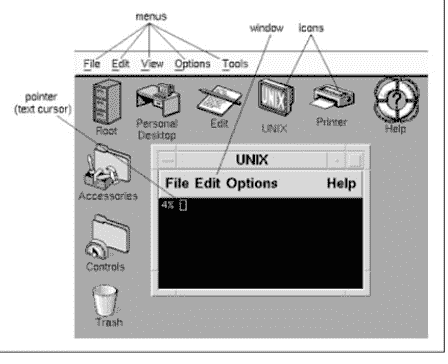 menus
window
icons
File Edit View Options Tools
pointer
(text cursor)
Root
Personal
Desktop
Edit
UNIX
Printer
Help
UNIX
File Edit Options Help
4%
Accessories
Controls
Trash